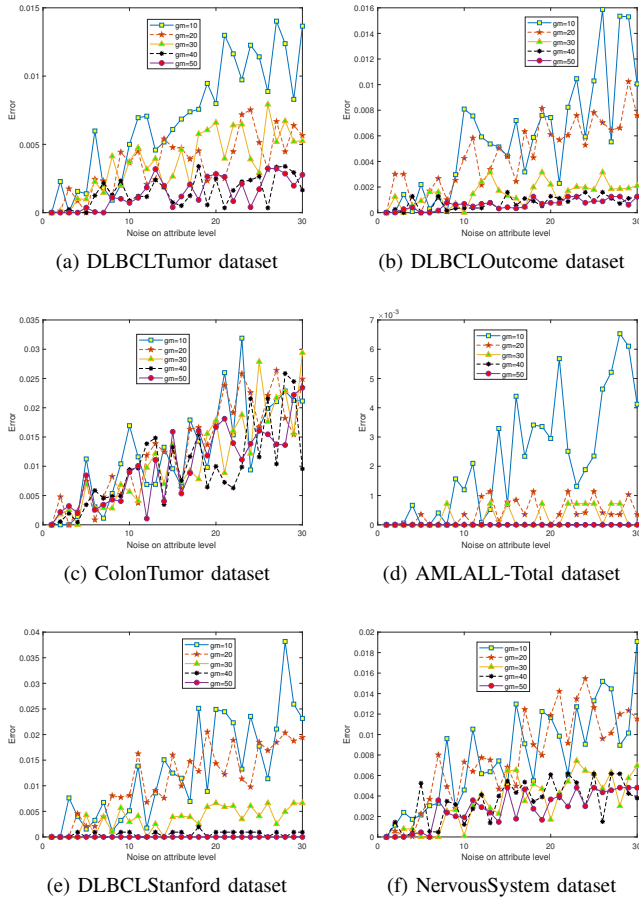 0.015
0.01
0.005
0
Error
gm=10
gm=20
gm=30
gm=40
gm=50
0
10
20
30
Noise on attribute level
(a) DLBCLTumor dataset
0.016
0.014
0.012
0.01
0.008
0.006
0.004
0.002
0
Error
gm=10
gm=20
gm=30
gm=40
gm=50
0
10
20
30
Noise on attribute level
(b) DLBCLOutcome dataset
0.035
0.03
0.025
0.02
0.015
0.01
0.005
0
Error
gm=10
gm=20
gm=30
gm=40
gm=50
0
10
20
30
Noise on attribute level
(c) ColonTumor dataset
×10⁻³
7
6
5
4
3
2
1
0
Error
gm=10
gm=20
gm=30
gm=40
gm=50
0
10
20
30
Noise on attribute level
(d) AMLALL-Total dataset
0.04
0.035
0.03
0.025
0.02
0.015
0.01
0.005
0
Error
gm=10
gm=20
gm=30
gm=40
gm=50
0
10
20
30
Noise on attribute level
(e) DLBCLStanford dataset
0.02
0.018
0.016
0.014
0.012
0.01
0.008
0.006
0.004
0.002
0
Error
gm=10
gm=20
gm=30
gm=40
gm=50
0
10
20
30
Noise on attribute level
(f) NervousSystem dataset